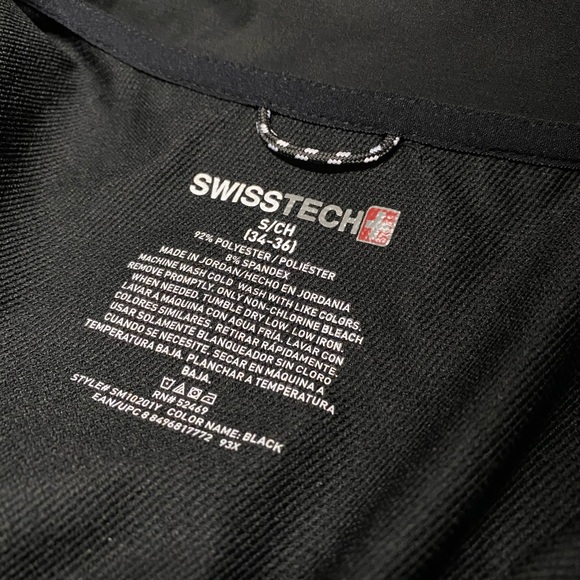 SWISSTECH
S/CH
(34-36)
92% POLYESTER / POLIÉSTER
8% SPANDEX
MADE IN JORDAN/HECHO EN JORDANIA
MACHINE WASH COLD WASH WITH LIKE COLORS.
REMOVE PROMPTLY, ONLY NON-CHLORINE BLEACH
WHEN NEEDED. TUMBLE DRY LOW, LOW IRON.
LAVAR A MÁQUINA CON AGUA FRÍA, LAVAR CON
COLORES SIMILARES. RETIRAR RÁPIDAMENTE.
USAR SOLAMENTE BLANQUEADOR SIN CLORO
CUANDO SE NECESITE. SECAR EN MÁQUINA A
TEMPERATURA BAJA. PLANCHAR A TEMPERATURA
BAJA.
RN# 52469
STYLE# SM10201Y COLOR NAME: BLACK
EAN/UPC 8 8496817772 93X